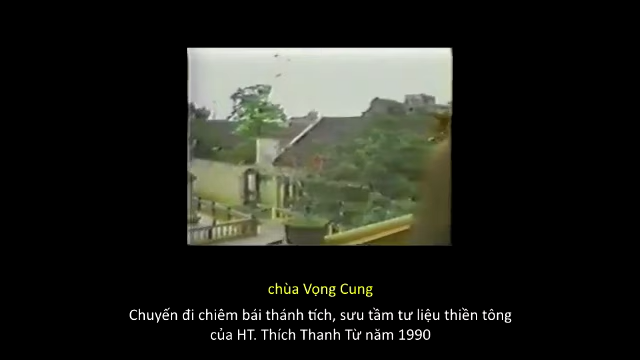 chùa Vọng Cung
Chuyến đi chiêm bái thánh tích, sưu tầm tư liệu thiền tông
của HT. Thích Thanh Từ năm 1990